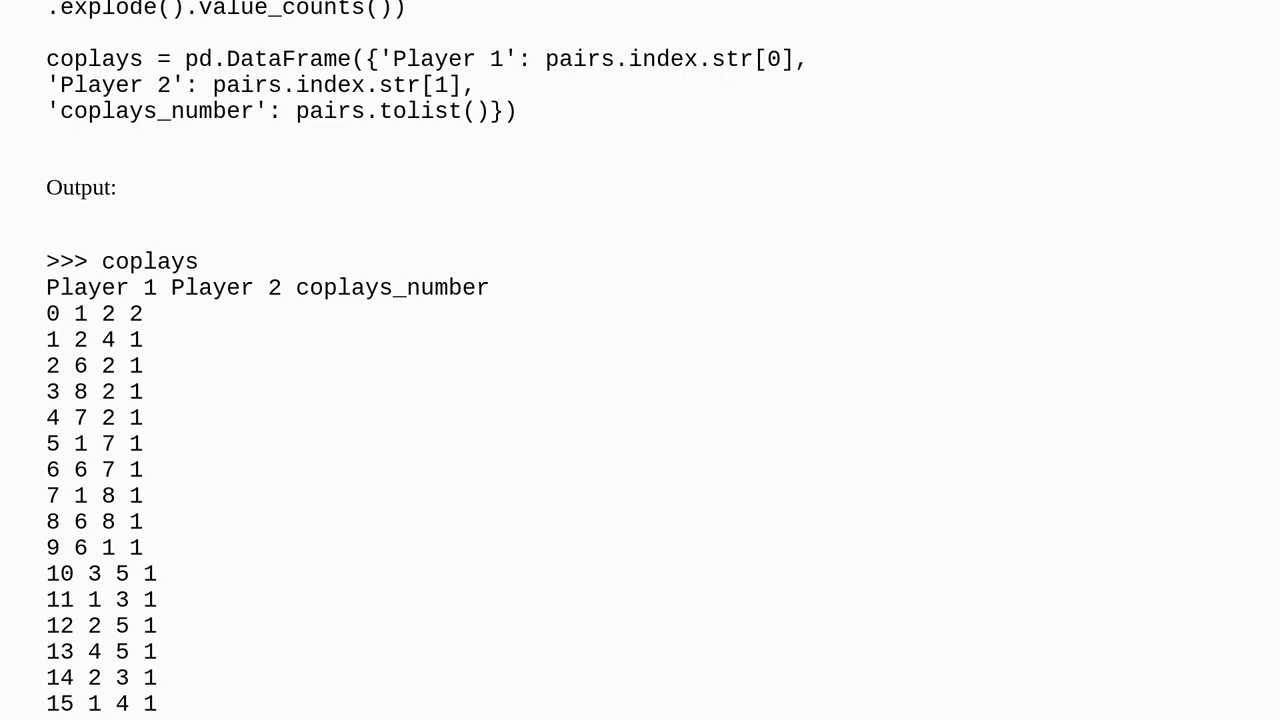 .explode().value_counts())
coplays = pd.DataFrame({'Player 1': pairs.index.str[0],
'Player 2': pairs.index.str[1],
'coplays_number': pairs.tolist()})
Output:
>>> coplays
Player 1 Player 2 coplays_number
0 1 2 2
1 2 4 1
2 6 2 1
3 8 2 1
4 7 2 1
5 1 7 1
6 6 7 1
7 1 8 1
8 6 8 1
9 6 1 1
10 3 5 1
11 1 3 1
12 2 5 1
13 4 5 1
14 2 3 1
15 1 4 1